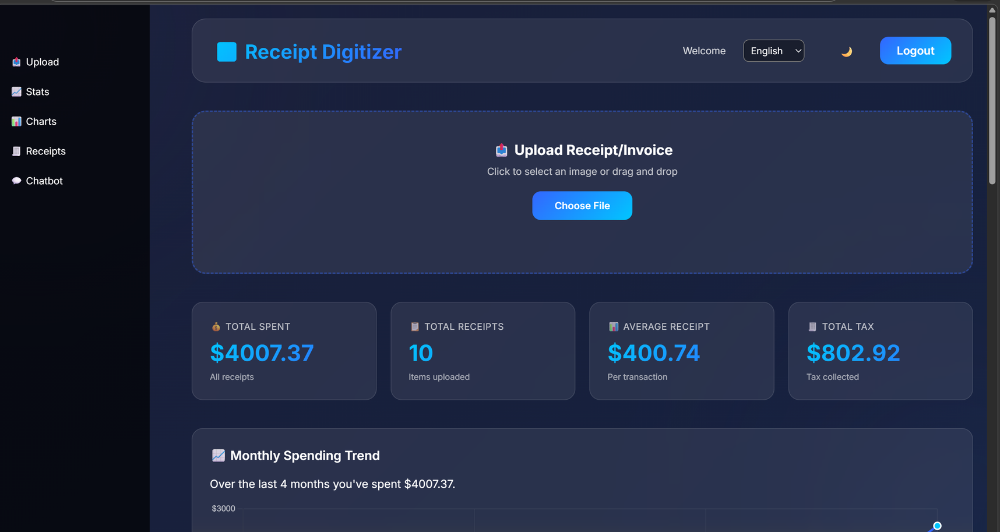 Upload
Stats
Charts
Receipts
Chatbot
Receipt Digitizer
Welcome
English
Logout
Upload Receipt/Invoice
Click to select an image or drag and drop
Choose File
TOTAL SPENT
$4007.37
All receipts
TOTAL RECEIPTS
10
Items uploaded
AVERAGE RECEIPT
$400.74
Per transaction
TOTAL TAX
$802.92
Tax collected
Monthly Spending Trend
Over the last 4 months you've spent $4007.37.
$3000